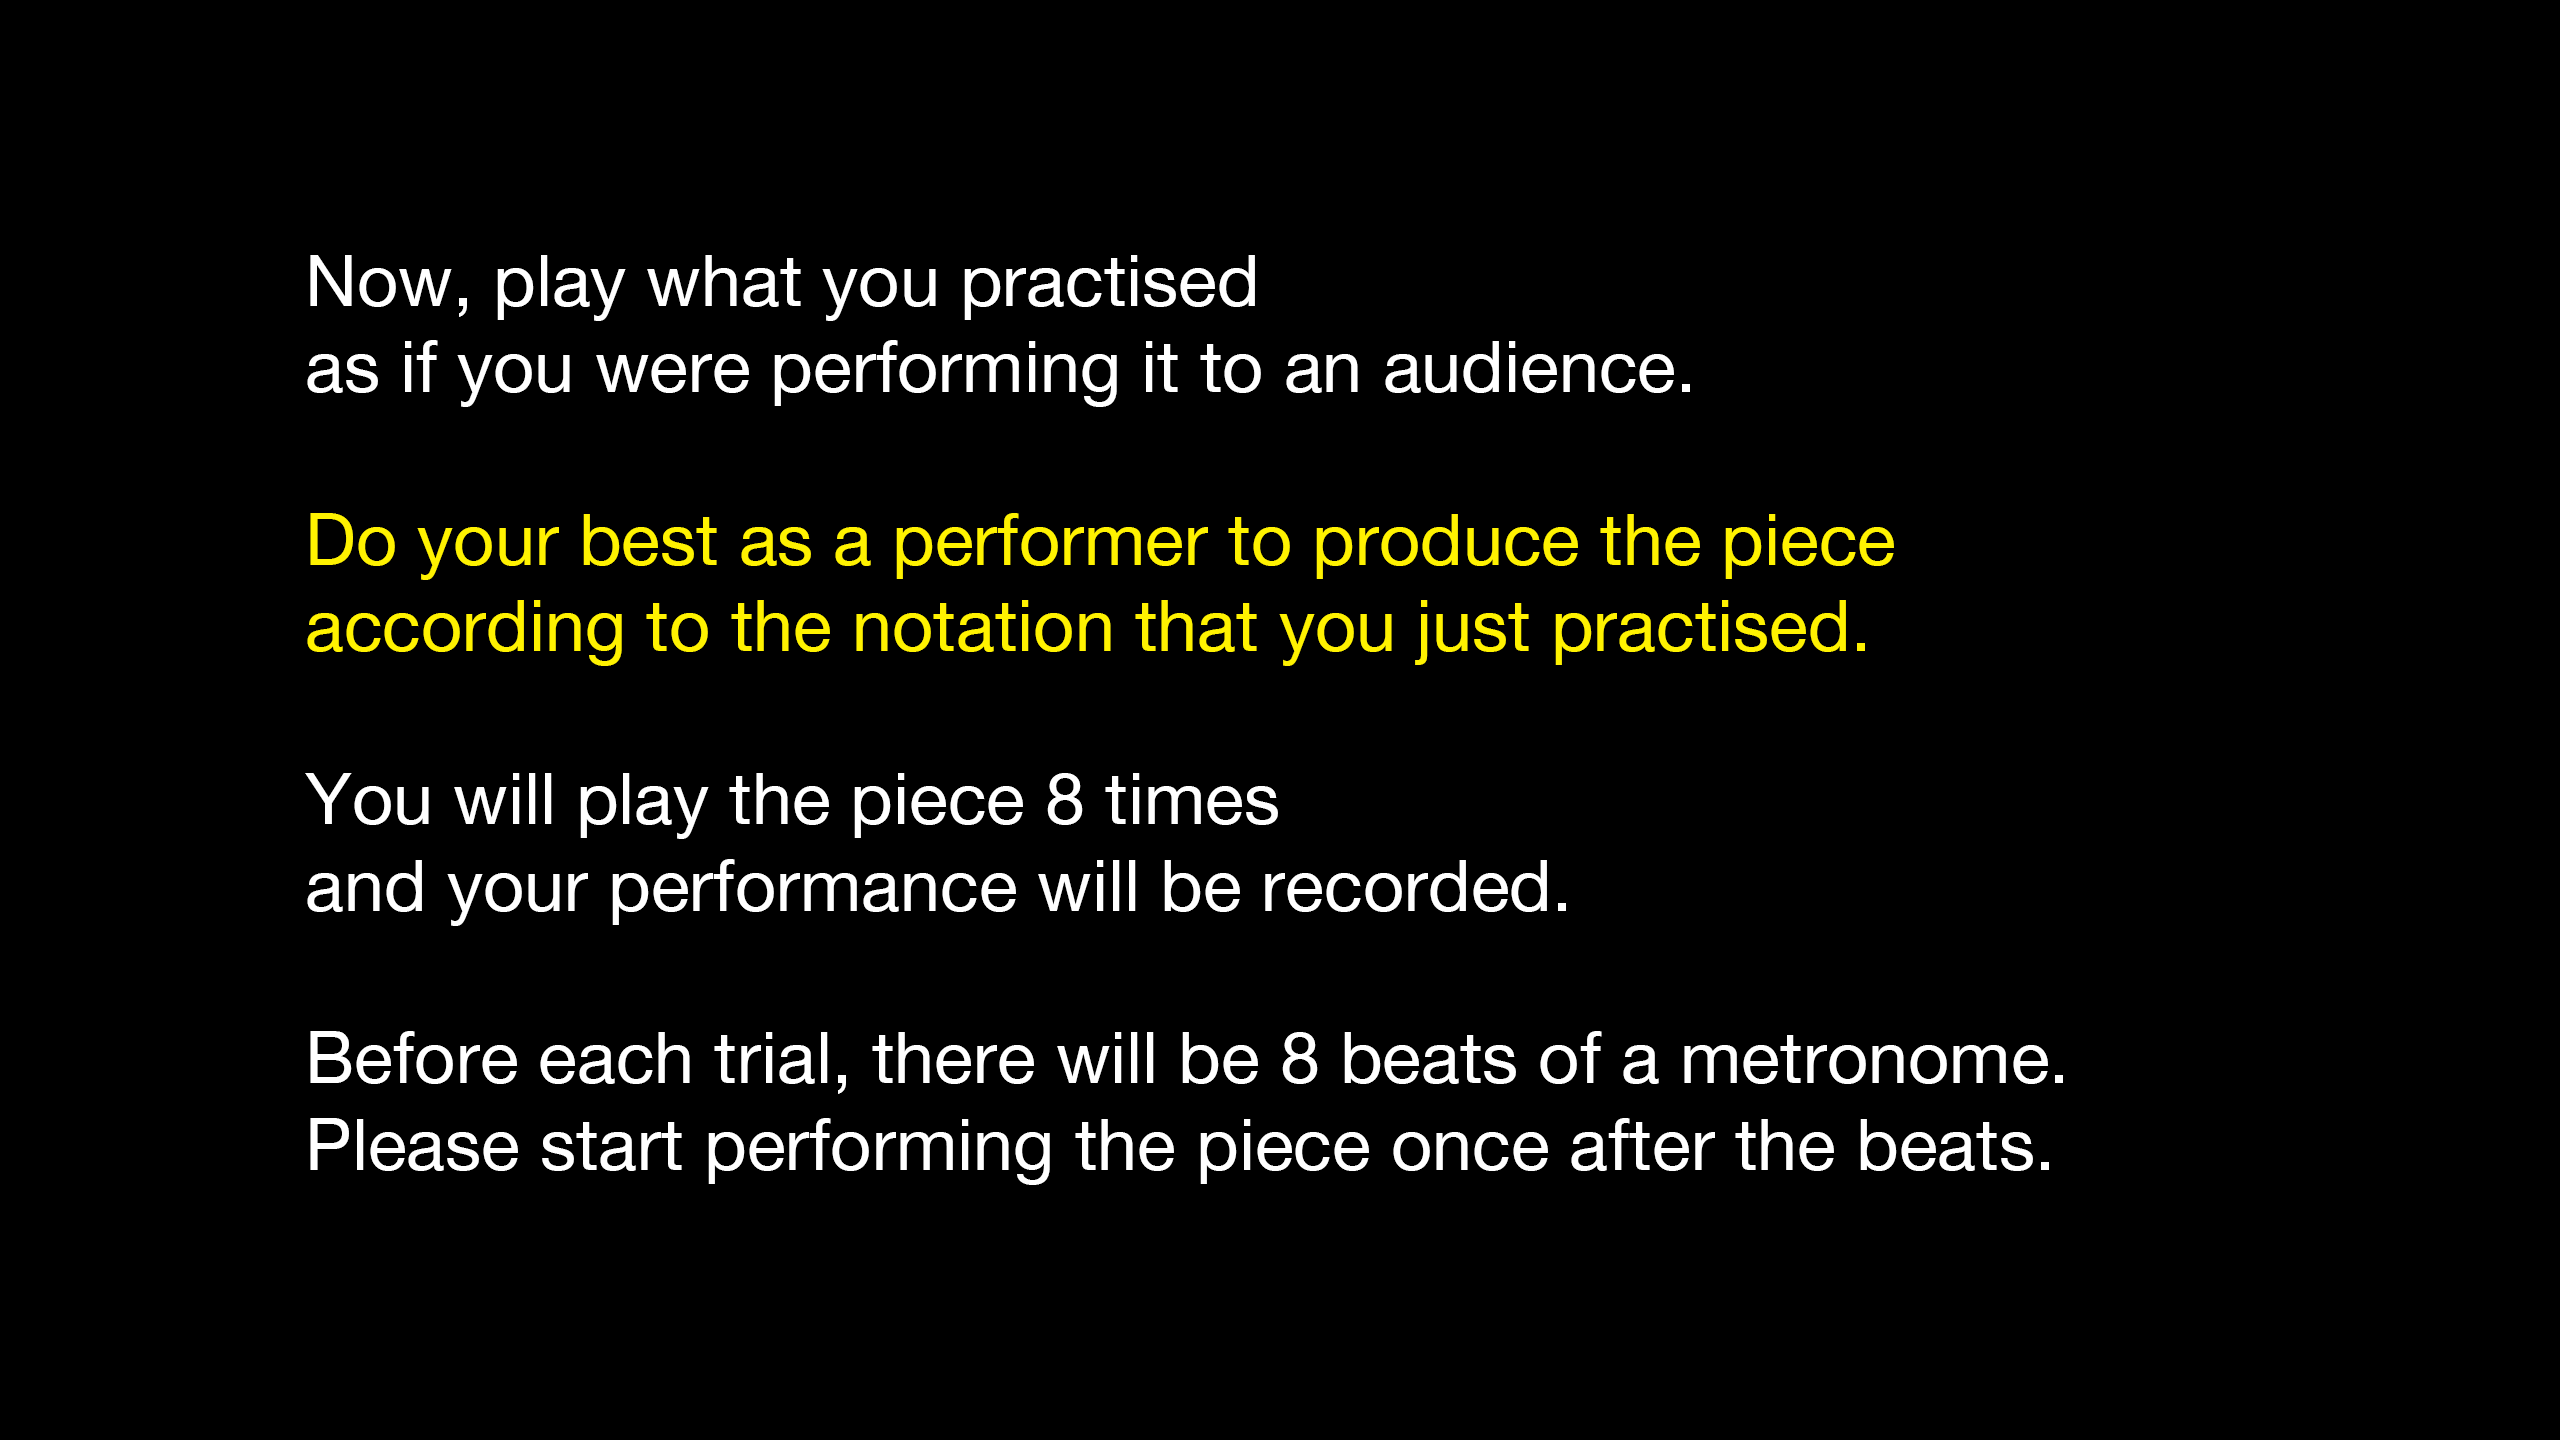 Now, play what you practised
as if you were performing it to an audience.
Do your best as a performer to produce the piece
according to the notation that you just practised.
You will play the piece 8 times
and your performance will be recorded.
Before each trial, there will be 8 beats of a metronome.
Please start performing the piece once after the beats.